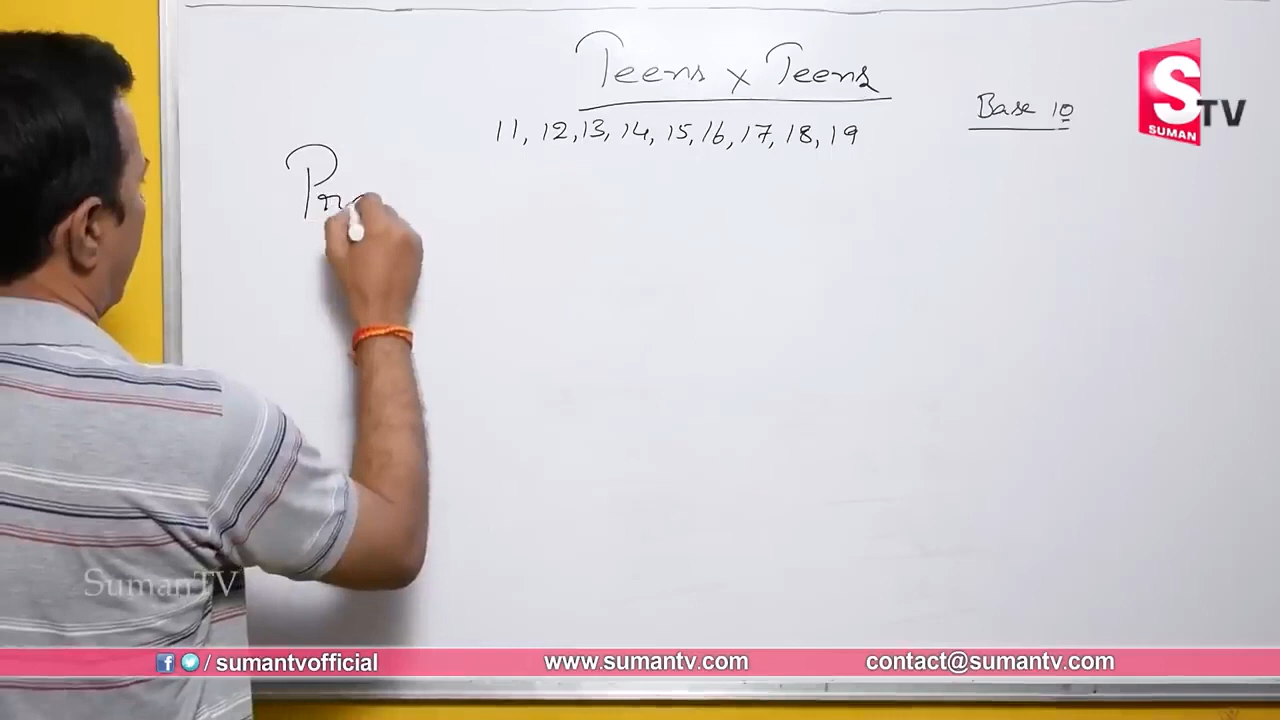 Teens x Teens
Base 10
11, 12, 13, 14, 15, 16, 17, 18, 19
S TV
SUMAN
SumanTV
/ sumantvofficial
www.sumantv.com
contact@sumantv.com